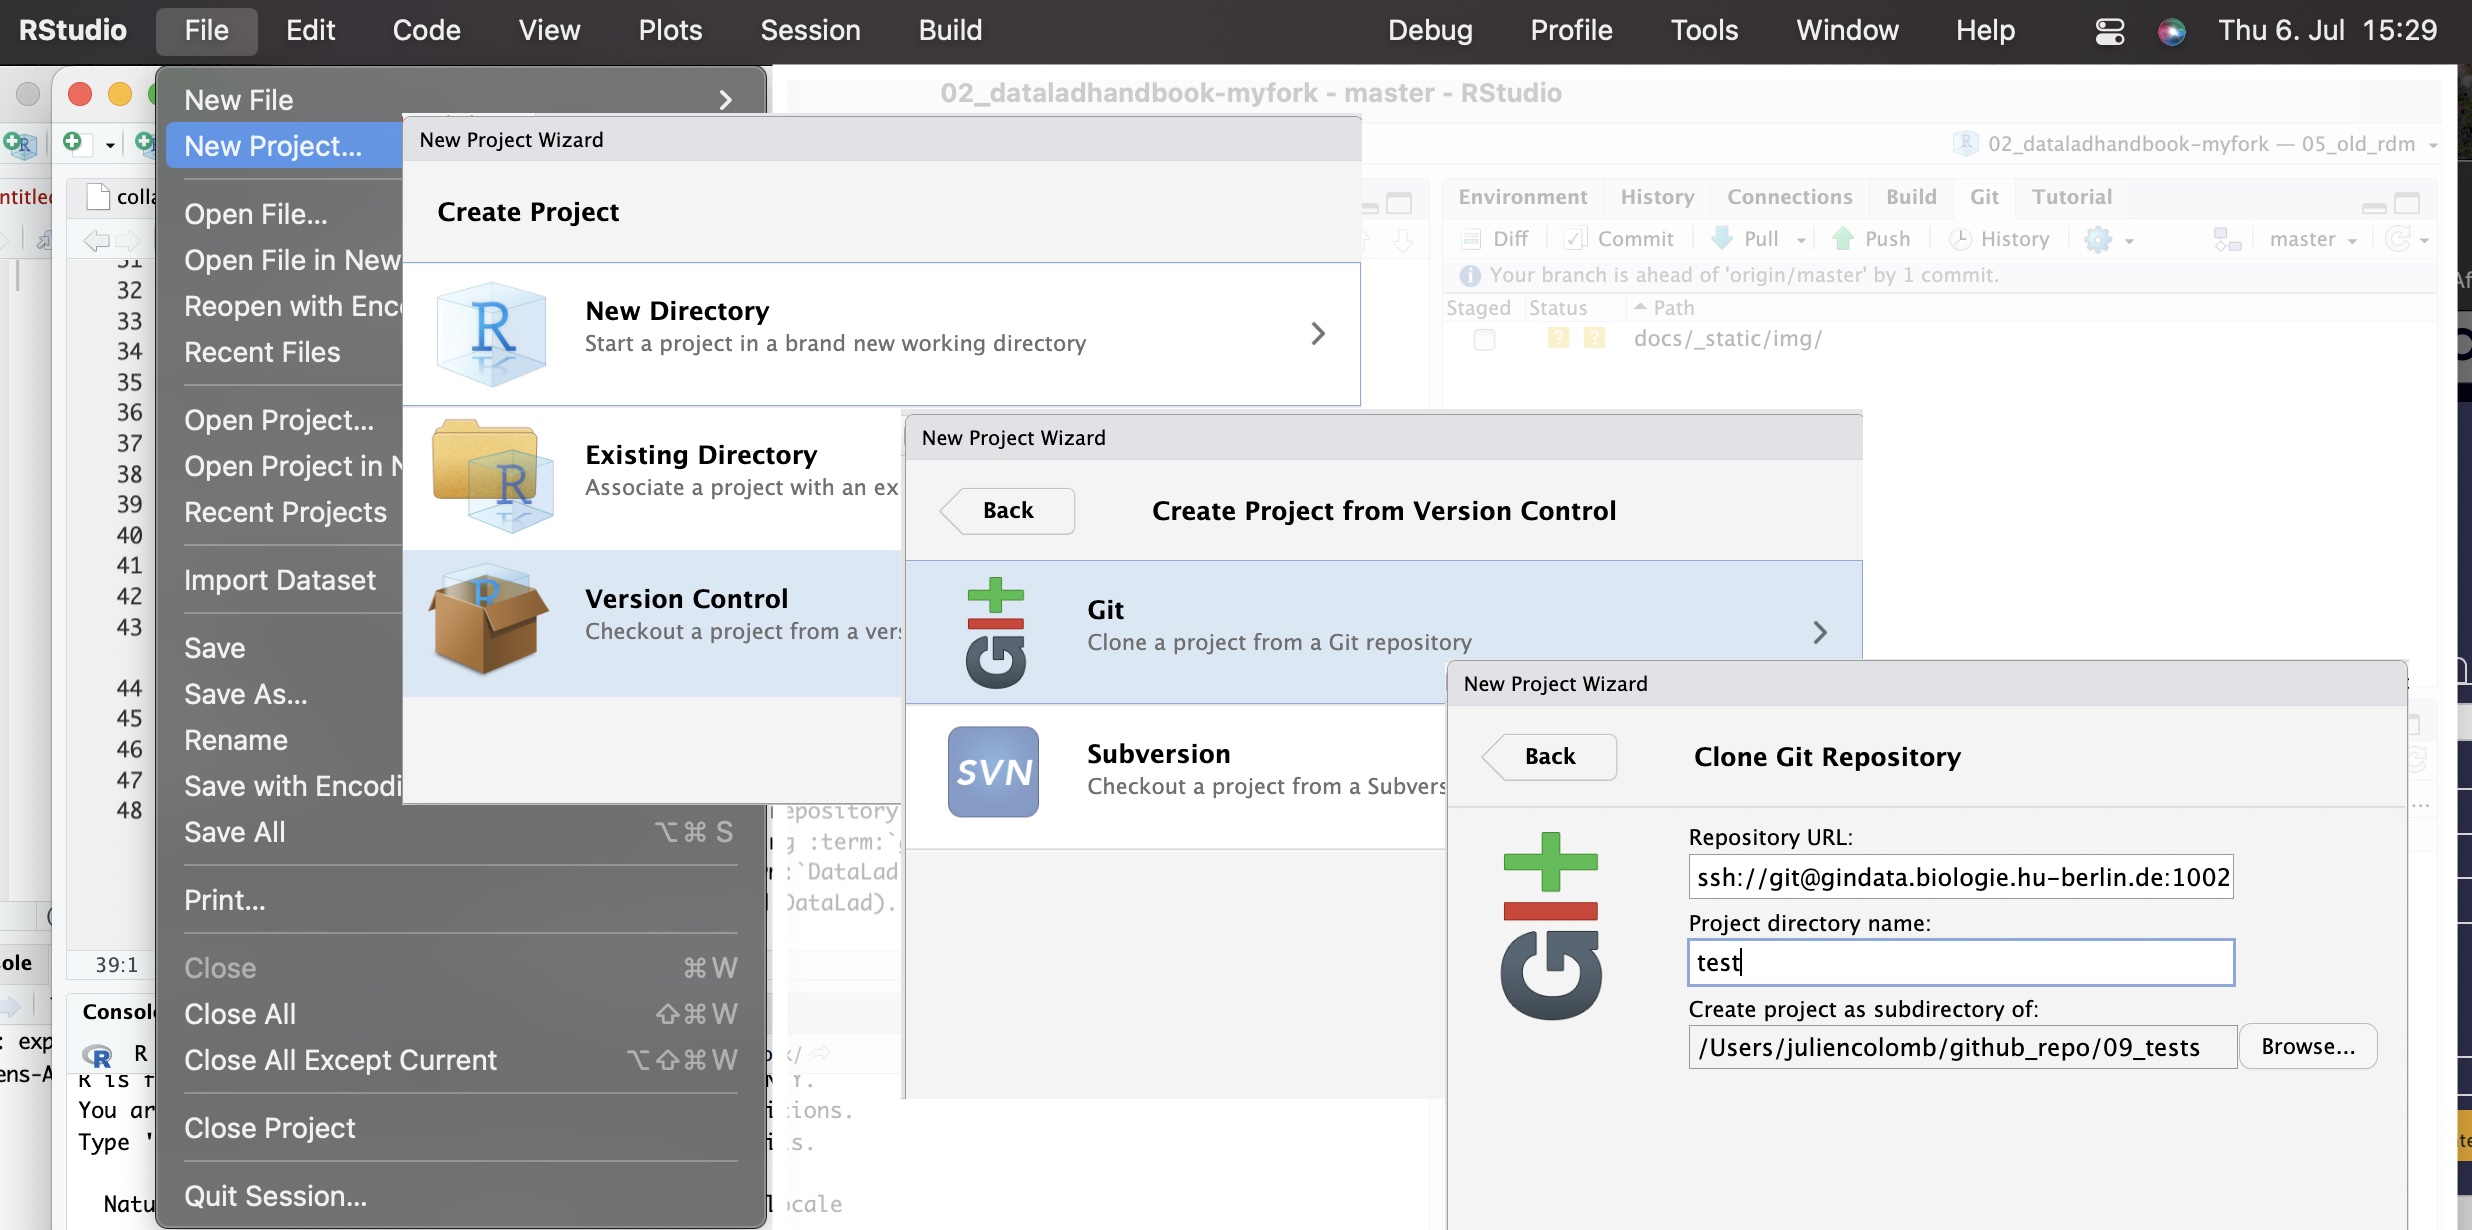 RStudio File Edit Code View Plots Session Build Debug Profile Tools Window Help Thu 6. Jul 15:29
New File
New Project...
Open File...
Open File in New
Reopen with Enc
Recent Files
Open Project...
Open Project in N
Recent Projects
Import Dataset
Save
Save As...
Rename
Save with Encodi
Save All ⌥⌘ S
Print...
Close ⌘W
Close All ⇧⌘W
Close All Except Current ⌥⇧⌘W
Close Project
Quit Session...
ntitled
colla
32
33
34
35
36
37
38
39
40
41
42
43
44
45
46
47
48
39:1
ole
Console
: exp
R
ens-A
R is f
You ar
Type '
Natu
02_dataladhandbook-myfork - master - RStudio
02_dataladhandbook-myfork — 05_old_rdm
Environment History Connections Build Git Tutorial
Diff Commit Pull Push History master
Your branch is ahead of 'origin/master' by 1 commit.
Staged Status Path
? ? docs/_static/img/
New Project Wizard
Create Project
New Directory
Start a project in a brand new working directory
Existing Directory
Associate a project with an ex
Version Control
Checkout a project from a ver
epository
:term:`
:`DataLad
DataLad).
tions.
s.
locale
New Project Wizard
Back
Create Project from Version Control
Git
Clone a project from a Git repository
SVN
Subversion
Checkout a project from a Subvers
New Project Wizard
Back
Clone Git Repository
Git
Repository URL:
ssh://git@gindata.biologie.hu-berlin.de:1002
Project directory name:
test
Create project as subdirectory of:
/Users/juliencolomb/github_repo/09_tests
Browse...